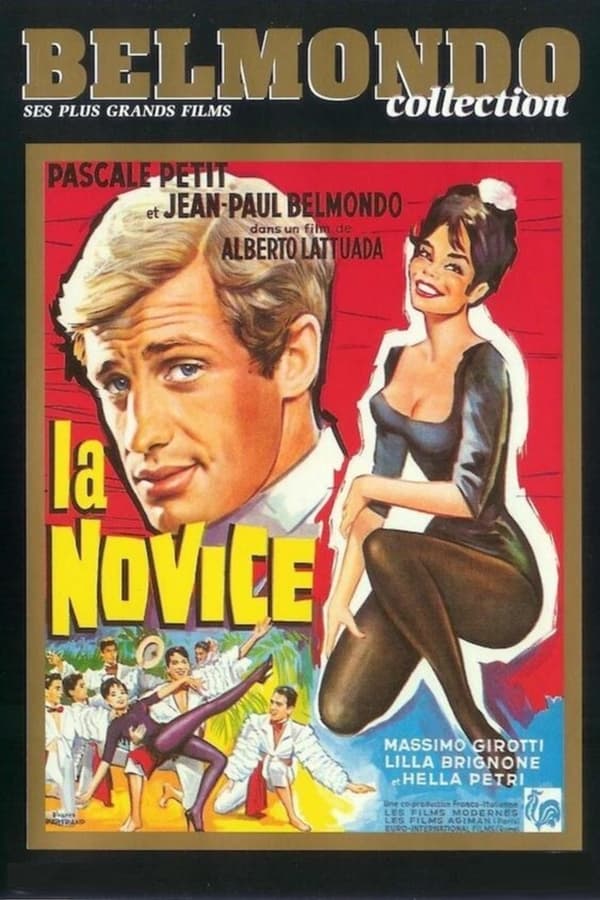 BELMONDO
SES PLUS GRANDS FILMS
collection
PASCALE PETIT
et JEAN-PAUL BELMONDO
dans un film de
ALBERTO LATTUADA
la
NOVICE
MASSIMO GIROTTI
LILLA BRIGNONE
et HELLA PETRI
Une co-production Franco-Italienne
LES FILMS MODERNES
LES FILMS AGIMAN (Paris)
EURO-INTERNATIONAL FILMS (Rome)